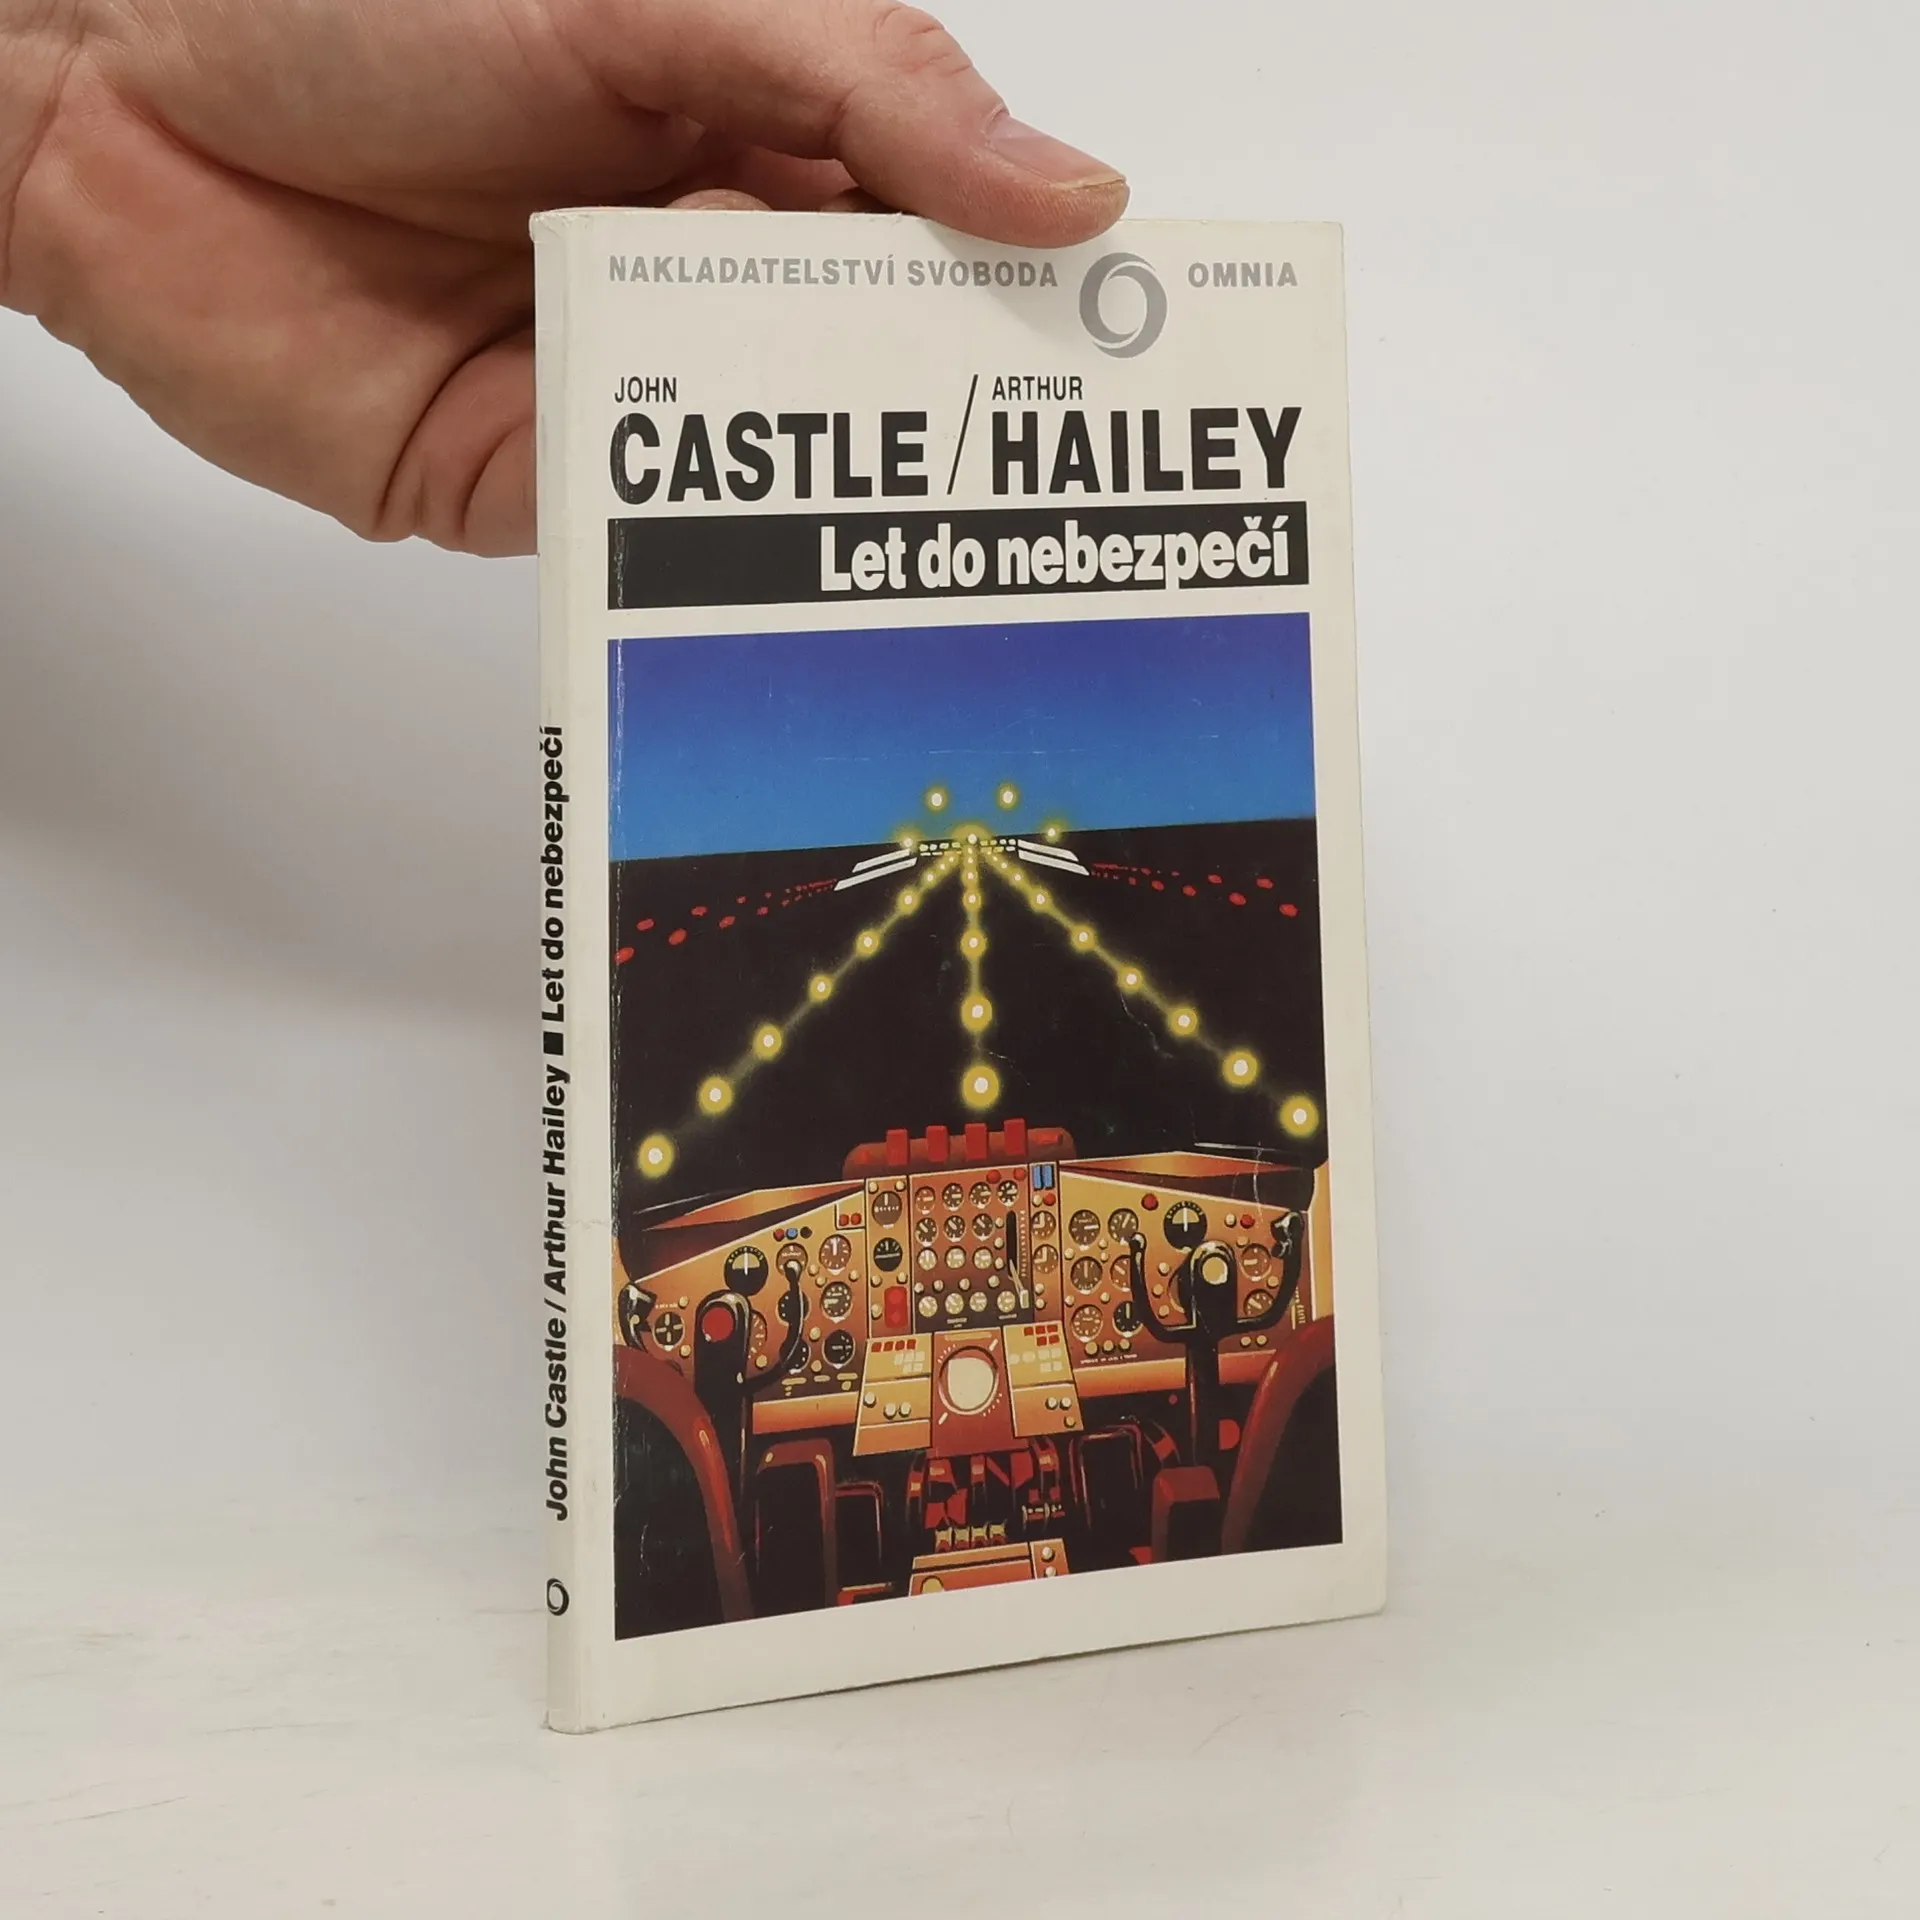 NAKLADATELSTVÍ SVOBODA OMNIA
JOHN
CASTLE /
ARTHUR
HAILEY
Let do nebezpečí
John Castle / Arthur Hailey ■ Let do nebezpečí